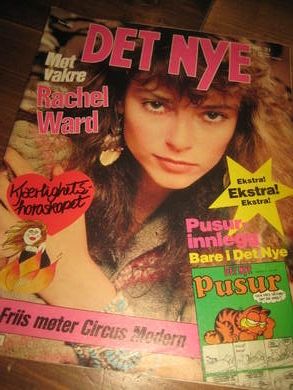 DET NYE
Møt
vakre
Rachel
Ward
Kjærlighets-
horoskopet
Ekstra!
Ekstra!
Ekstra!
Pusur
innlegg
Bare i Det Nye
Pusur
Friis møter Circus Modern